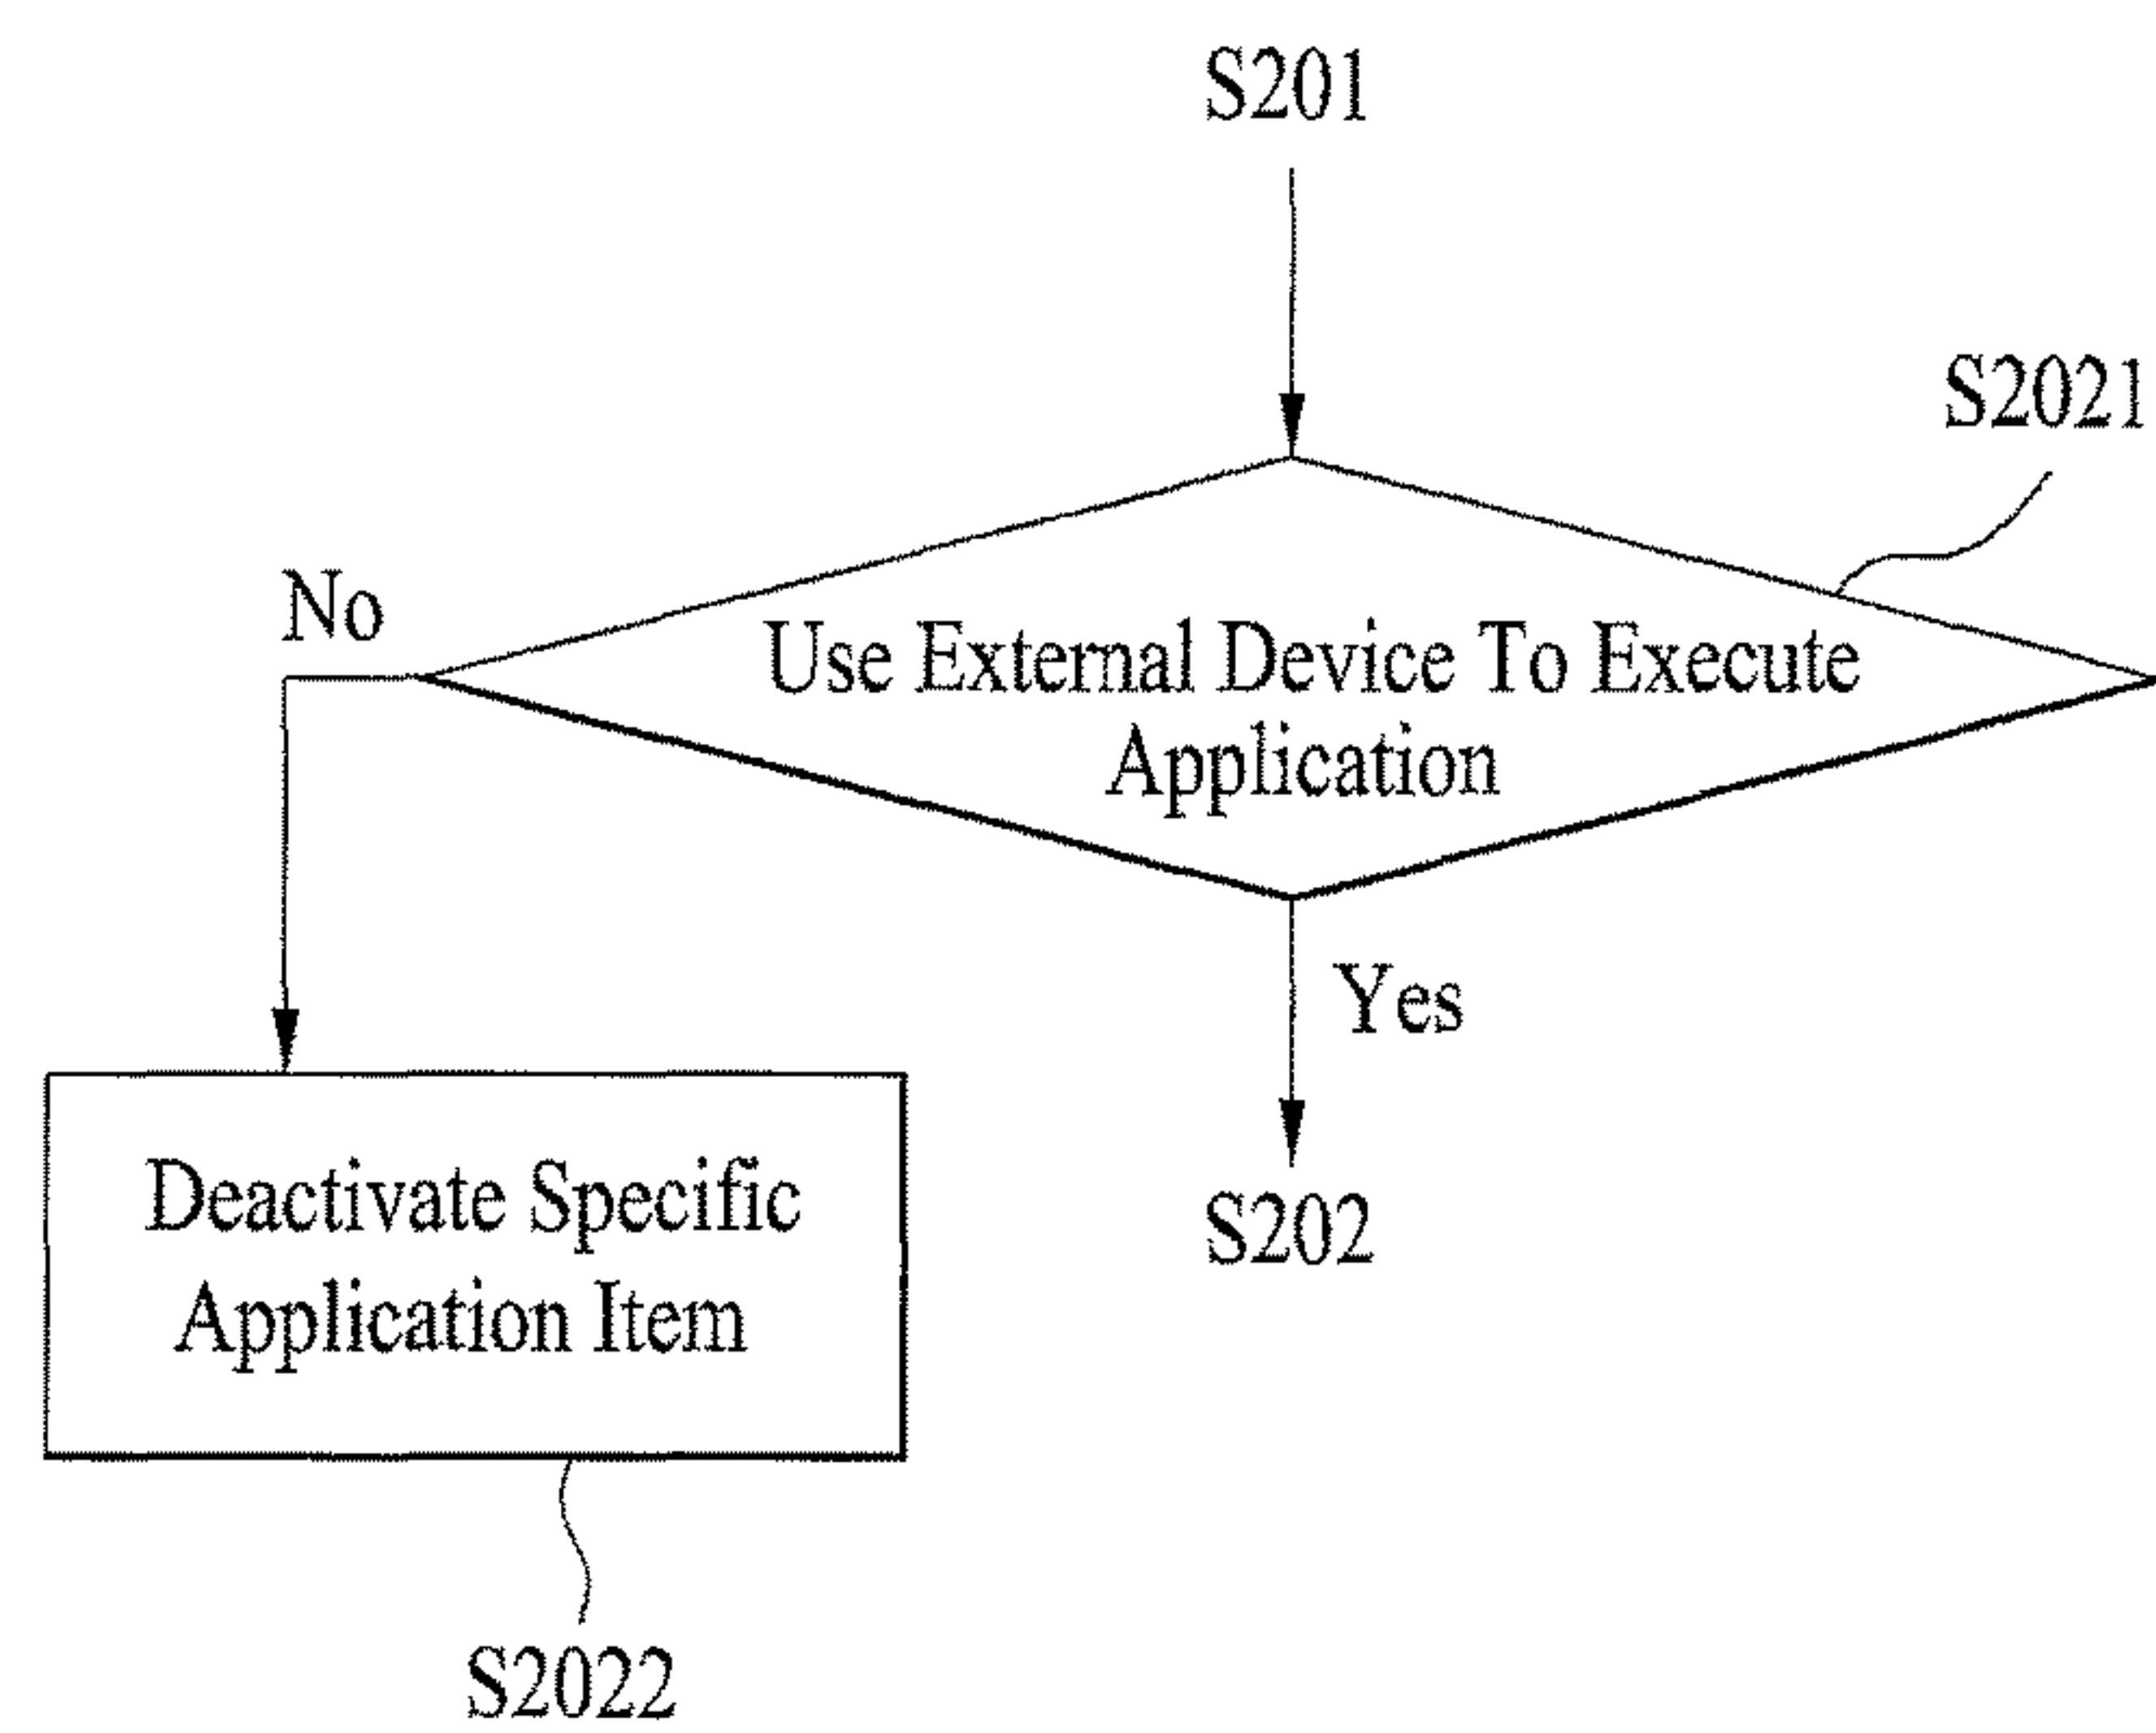 S201
S2021
No
Use External Device To Execute
Application
Yes
Deactivate Specific
Application Item
S202
S2022